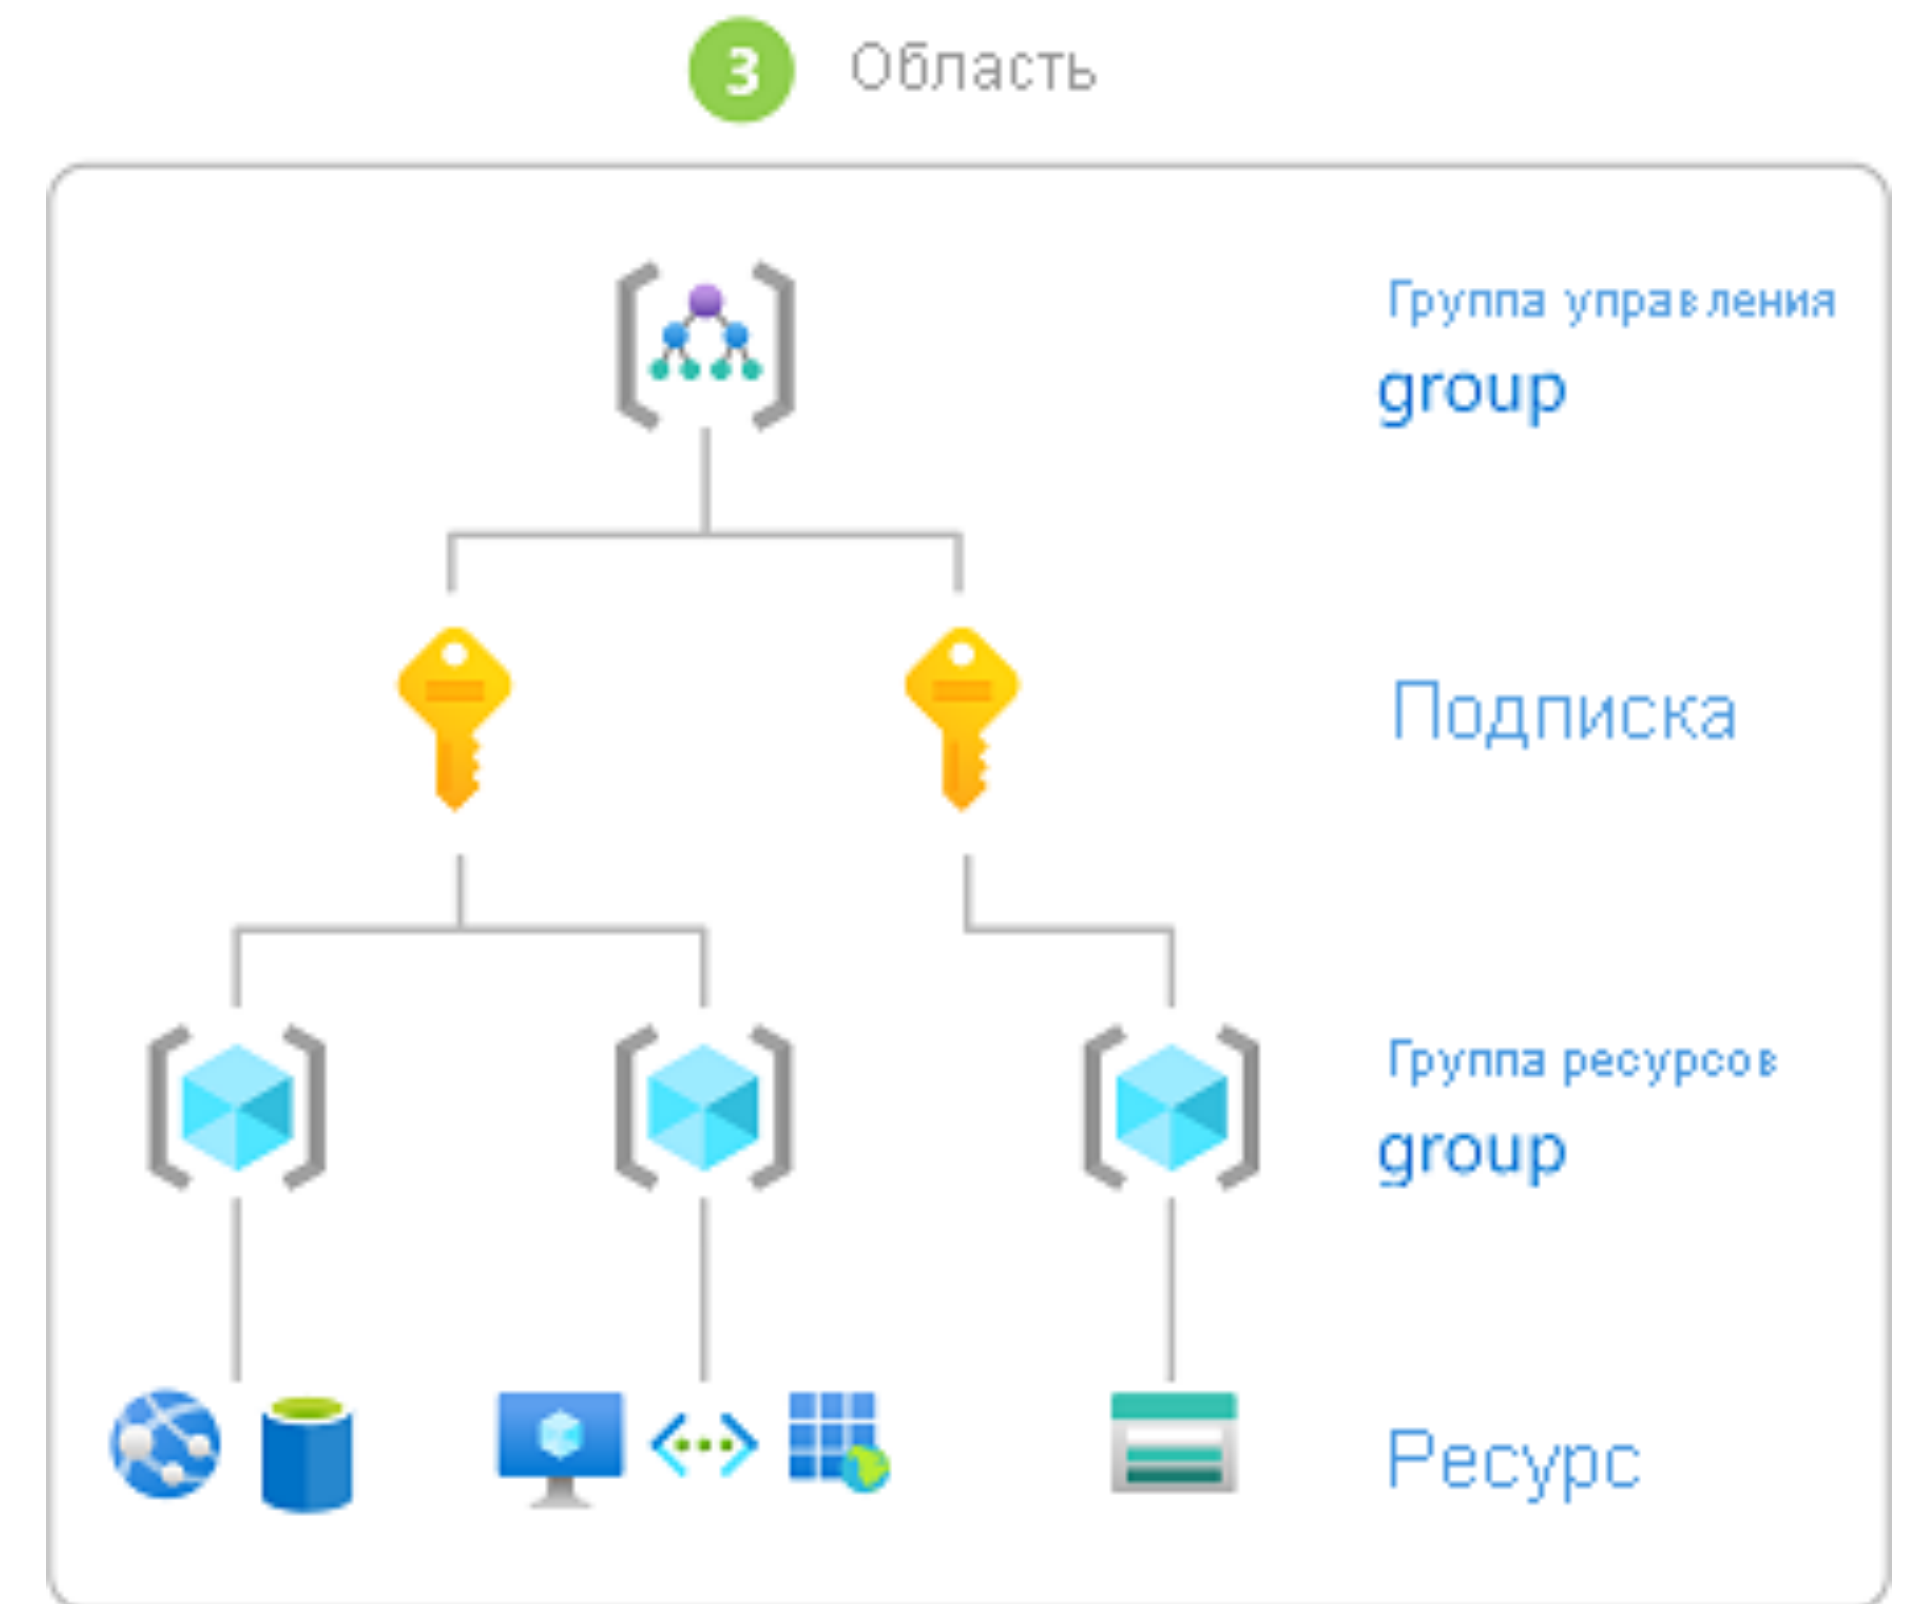 3 Область
Группа управления
group
Подписка
Группа ресурсов
group
Ресурс